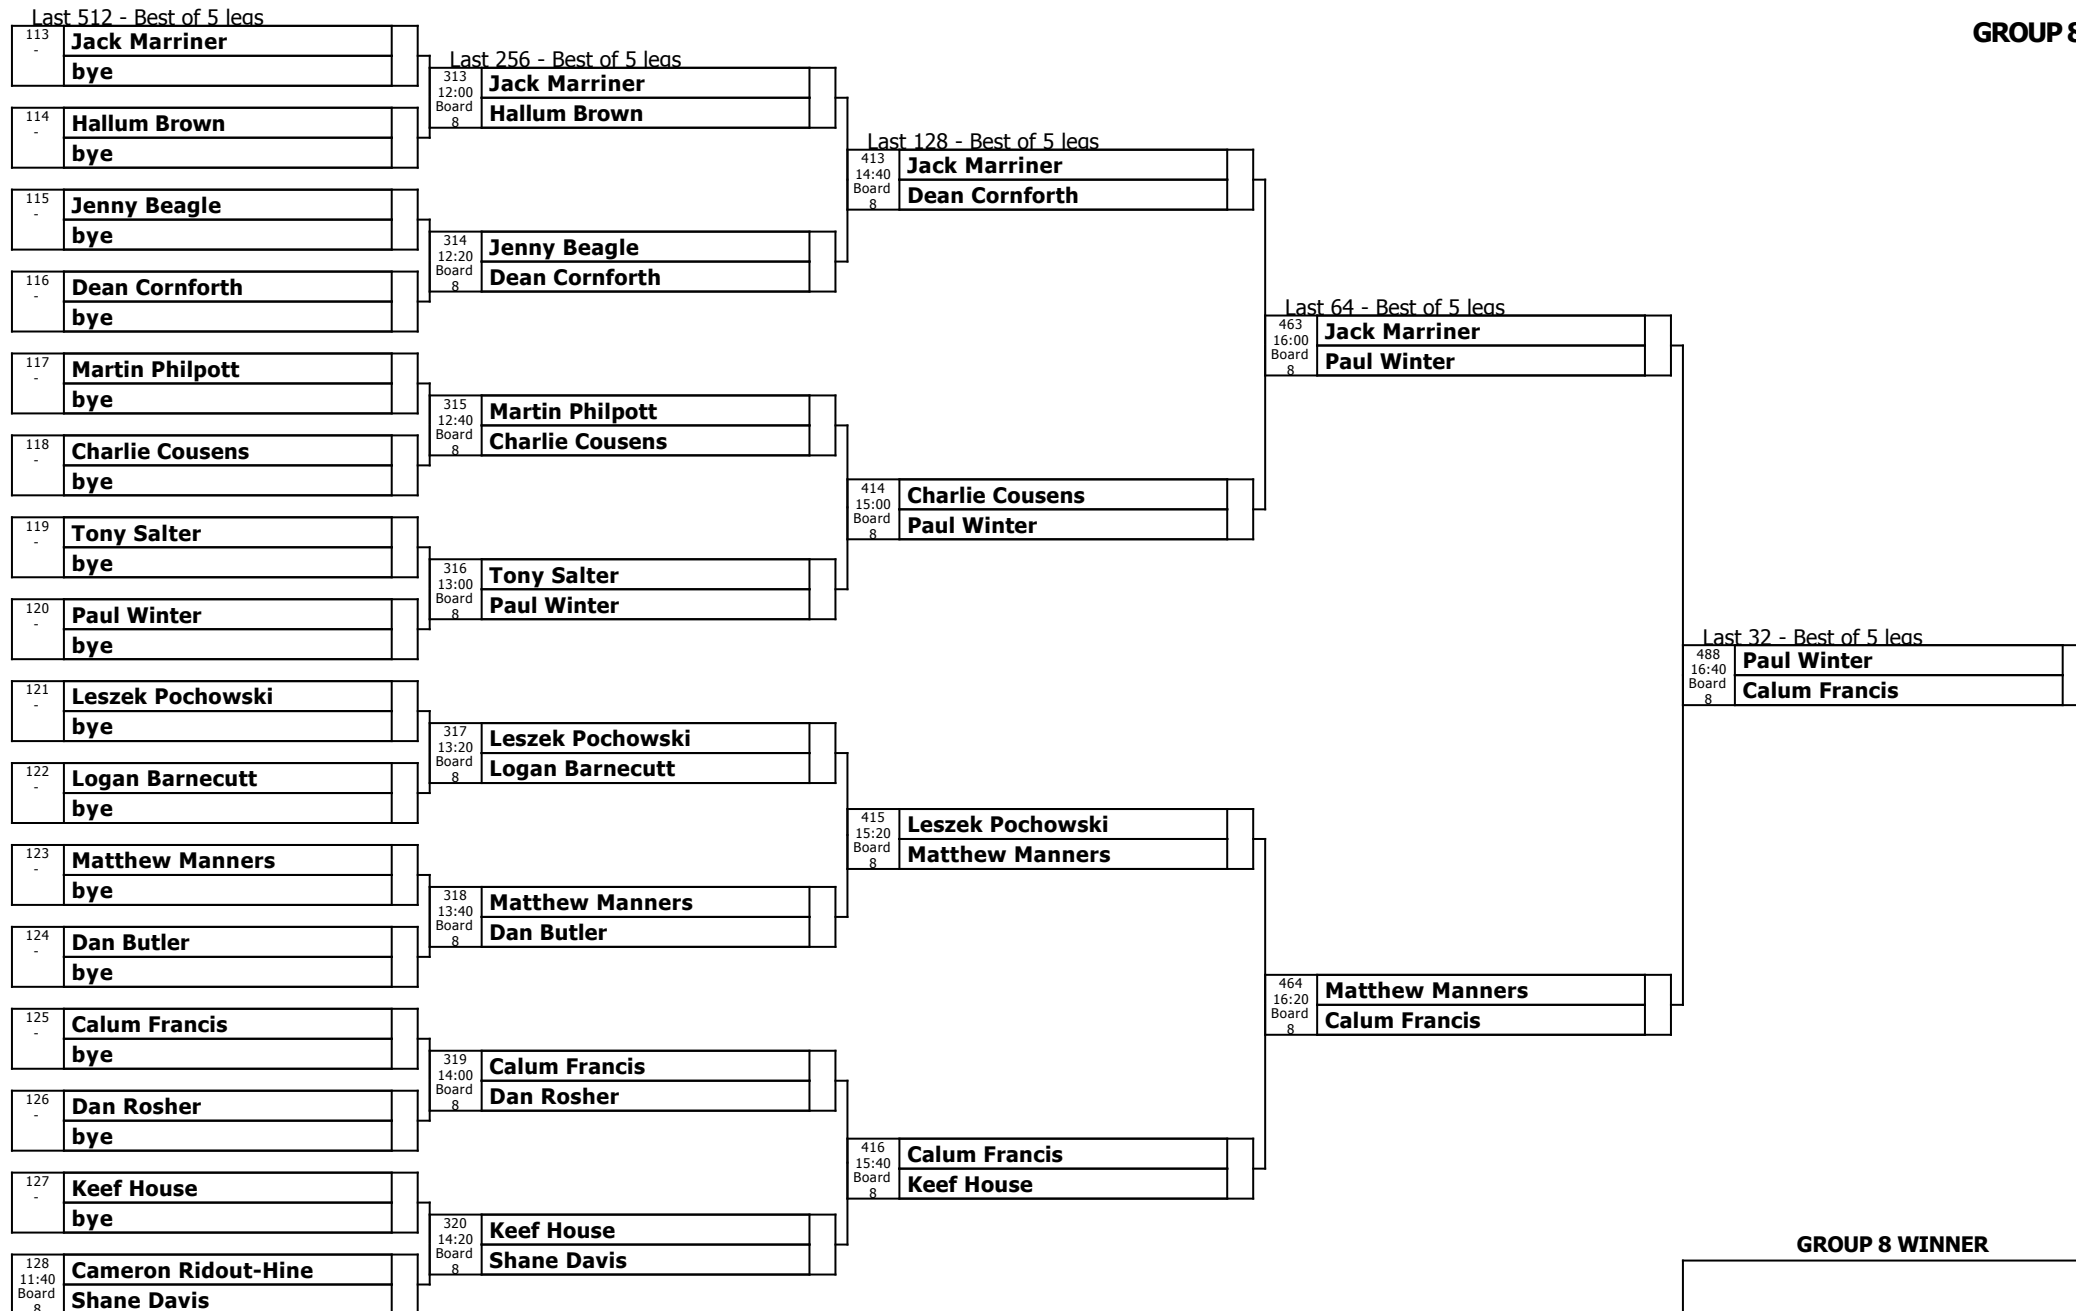 Last 512 - Best of 5 legs
GROUP 8
113
-
Jack Marriner
bye
114
-
Hallum Brown
bye
115
-
Jenny Beagle
bye
116
-
Dean Cornforth
bye
117
-
Martin Philpott
bye
118
-
Charlie Cousens
bye
119
-
Tony Salter
bye
120
-
Paul Winter
bye
121
-
Leszek Pochowski
bye
122
-
Logan Barnecutt
bye
123
-
Matthew Manners
bye
124
-
Dan Butler
bye
125
-
Calum Francis
bye
126
-
Dan Rosher
bye
127
-
Keef House
bye
128
11:40
Board
8
Cameron Ridout-Hine
Shane Davis
Last 256 - Best of 5 legs
313
12:00
Board
8
Jack Marriner
Hallum Brown
314
12:20
Board
8
Jenny Beagle
Dean Cornforth
315
12:40
Board
8
Martin Philpott
Charlie Cousens
316
13:00
Board
8
Tony Salter
Paul Winter
317
13:20
Board
8
Leszek Pochowski
Logan Barnecutt
318
13:40
Board
8
Matthew Manners
Dan Butler
319
14:00
Board
8
Calum Francis
Dan Rosher
320
14:20
Board
8
Keef House
Shane Davis
Last 128 - Best of 5 legs
413
14:40
Board
8
Jack Marriner
Dean Cornforth
414
15:00
Board
8
Charlie Cousens
Paul Winter
415
15:20
Board
8
Leszek Pochowski
Matthew Manners
416
15:40
Board
8
Calum Francis
Keef House
Last 64 - Best of 5 legs
463
16:00
Board
8
Jack Marriner
Paul Winter
464
16:20
Board
8
Matthew Manners
Calum Francis
Last 32 - Best of 5 legs
488
16:40
Board
8
Paul Winter
Calum Francis
GROUP 8 WINNER